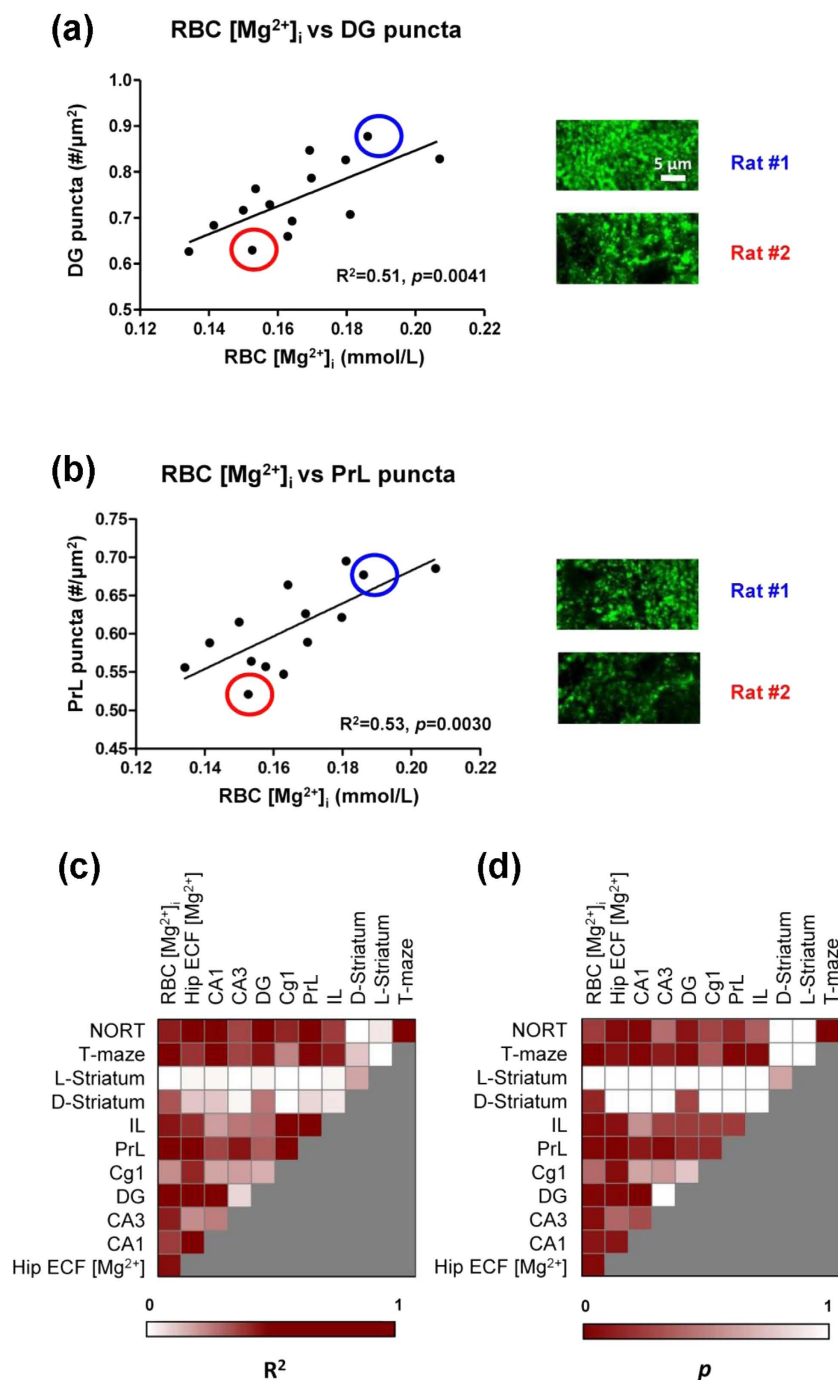 (a) RBC [Mg²⁺]ᵢ vs DG puncta
DG puncta (#/µm²)
1.0
0.9
0.8
0.7
0.6
0.5
0.12 0.14 0.16 0.18 0.20 0.22
R²=0.51, p=0.0041
RBC [Mg²⁺]ᵢ (mmol/L)
5 µm
Rat #1
Rat #2
(b) RBC [Mg²⁺]ᵢ vs PrL puncta
PrL puncta (#/µm²)
0.75
0.70
0.65
0.60
0.55
0.50
0.45
0.12 0.14 0.16 0.18 0.20 0.22
R²=0.53, p=0.0030
RBC [Mg²⁺]ᵢ (mmol/L)
Rat #1
Rat #2
(c)
RBC [Mg²⁺]ᵢ
Hip ECF [Mg²⁺]
CA1
CA3
DG
Cg1
PrL
IL
D-Striatum
L-Striatum
T-maze
NORT
T-maze
L-Striatum
D-Striatum
IL
PrL
Cg1
DG
CA3
CA1
Hip ECF [Mg²⁺]
0 1
R²
(d)
RBC [Mg²⁺]ᵢ
Hip ECF [Mg²⁺]
CA1
CA3
DG
Cg1
PrL
IL
D-Striatum
L-Striatum
T-maze
NORT
T-maze
L-Striatum
D-Striatum
IL
PrL
Cg1
DG
CA3
CA1
Hip ECF [Mg²⁺]
0 1
p